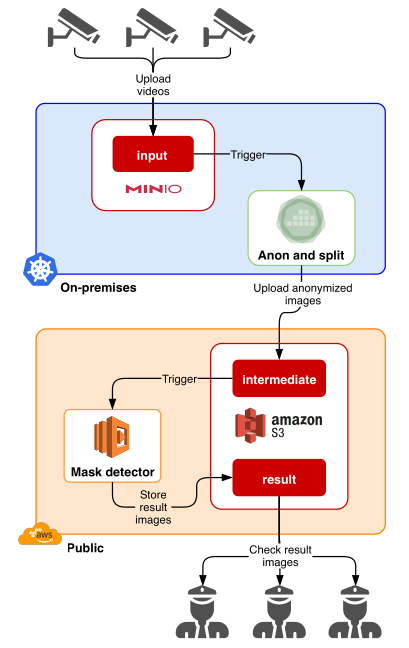 Upload
videos
input
Trigger
MINIO
Anon and split
On-premises
Upload anonymized
images
Trigger
intermediate
amazon
S3
Mask detector
result
Store
result
images
aws
Public
Check result
images